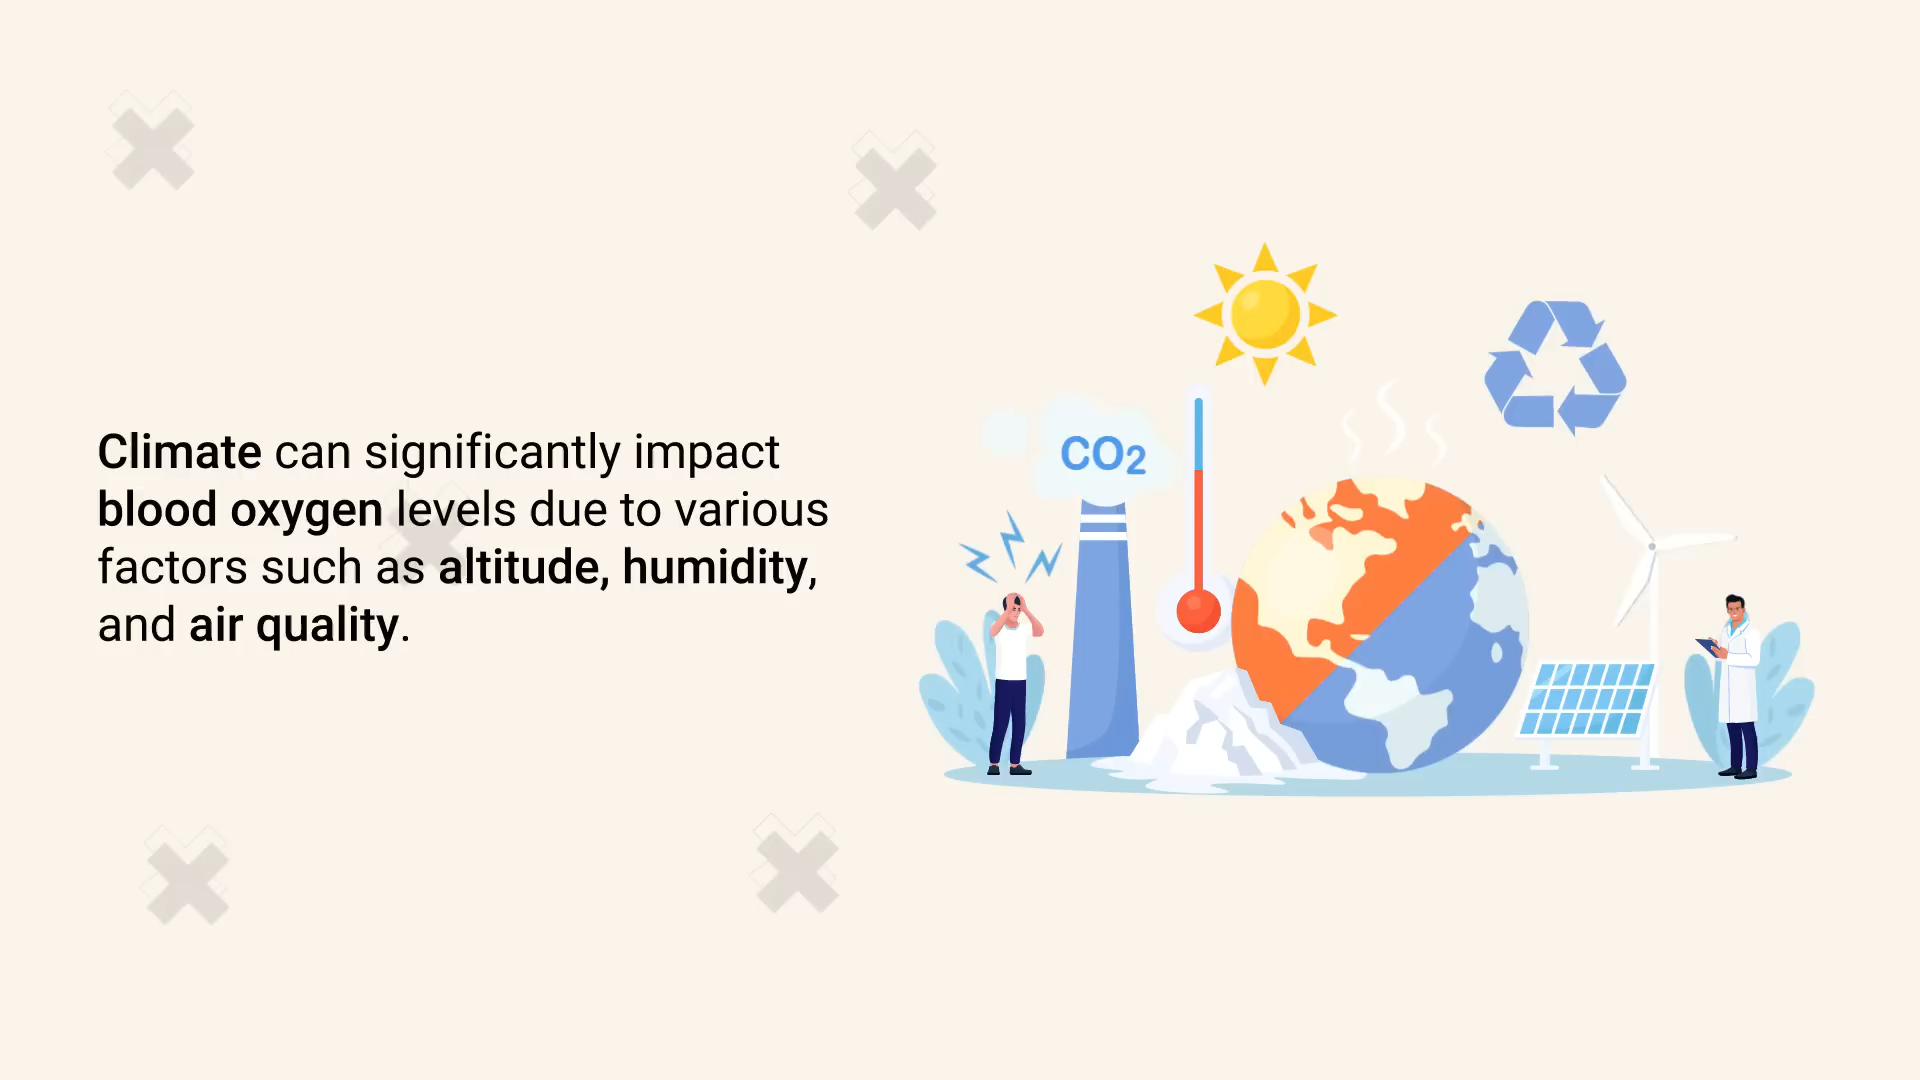 Climate can significantly impact
blood oxygen levels due to various
factors such as altitude, humidity,
and air quality.
CO2